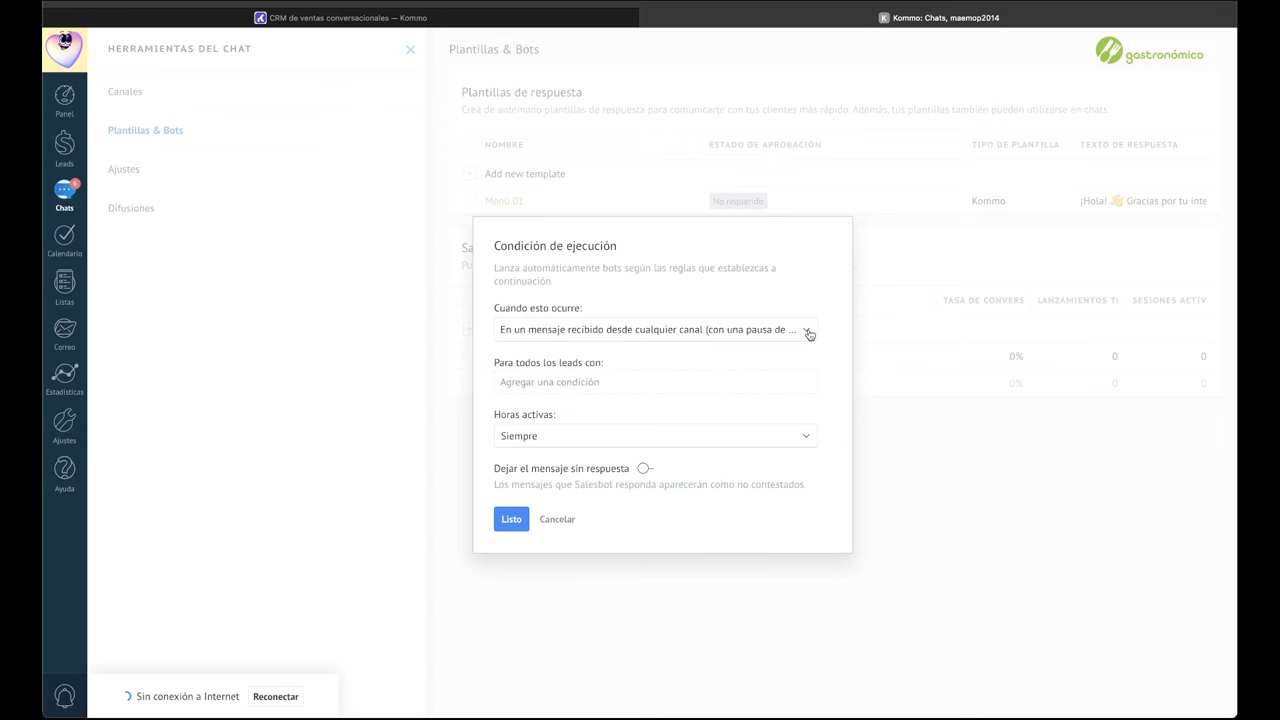 CRM de ventas conversacionales — Kommo
Kommo: Chats, maemop2014
HERRAMIENTAS DEL CHAT
Plantillas & Bots
gastronómico
Panel
Canales
Plantillas de respuesta
Crea de antemano plantillas de respuesta para comunicarte con tus clientes más rápido. Además, tus plantillas también pueden utilizarse en chats.
Leads
Plantillas & Bots
NOMBRE
ESTADO DE APROBACIÓN
TIPO DE PLANTILLA
TEXTO DE RESPUESTA
Ajustes
Add new template
6
Chats
Difusiones
Menú 01
No requerido
Kommo
¡Hola! 👋 Gracias por tu inte
Calendario
Listas
Correo
Estadísticas
Ajustes
Ayuda
Sa
Pu
TASA DE CONVERS
LANZAMIENTOS T
SESIONES ACTIV
0%
0
0
0%
0
0
Condición de ejecución
Lanza automáticamente bots según las reglas que establezcas a
continuación
Cuando esto ocurre:
En un mensaje recibido desde cualquier canal (con una pausa de ...
Para todos los leads con:
Agregar una condición
Horas activas:
Siempre
Dejar el mensaje sin respuesta
Los mensajes que Salesbot responda aparecerán como no contestados
Listo
Cancelar
Sin conexión a Internet
Reconectar